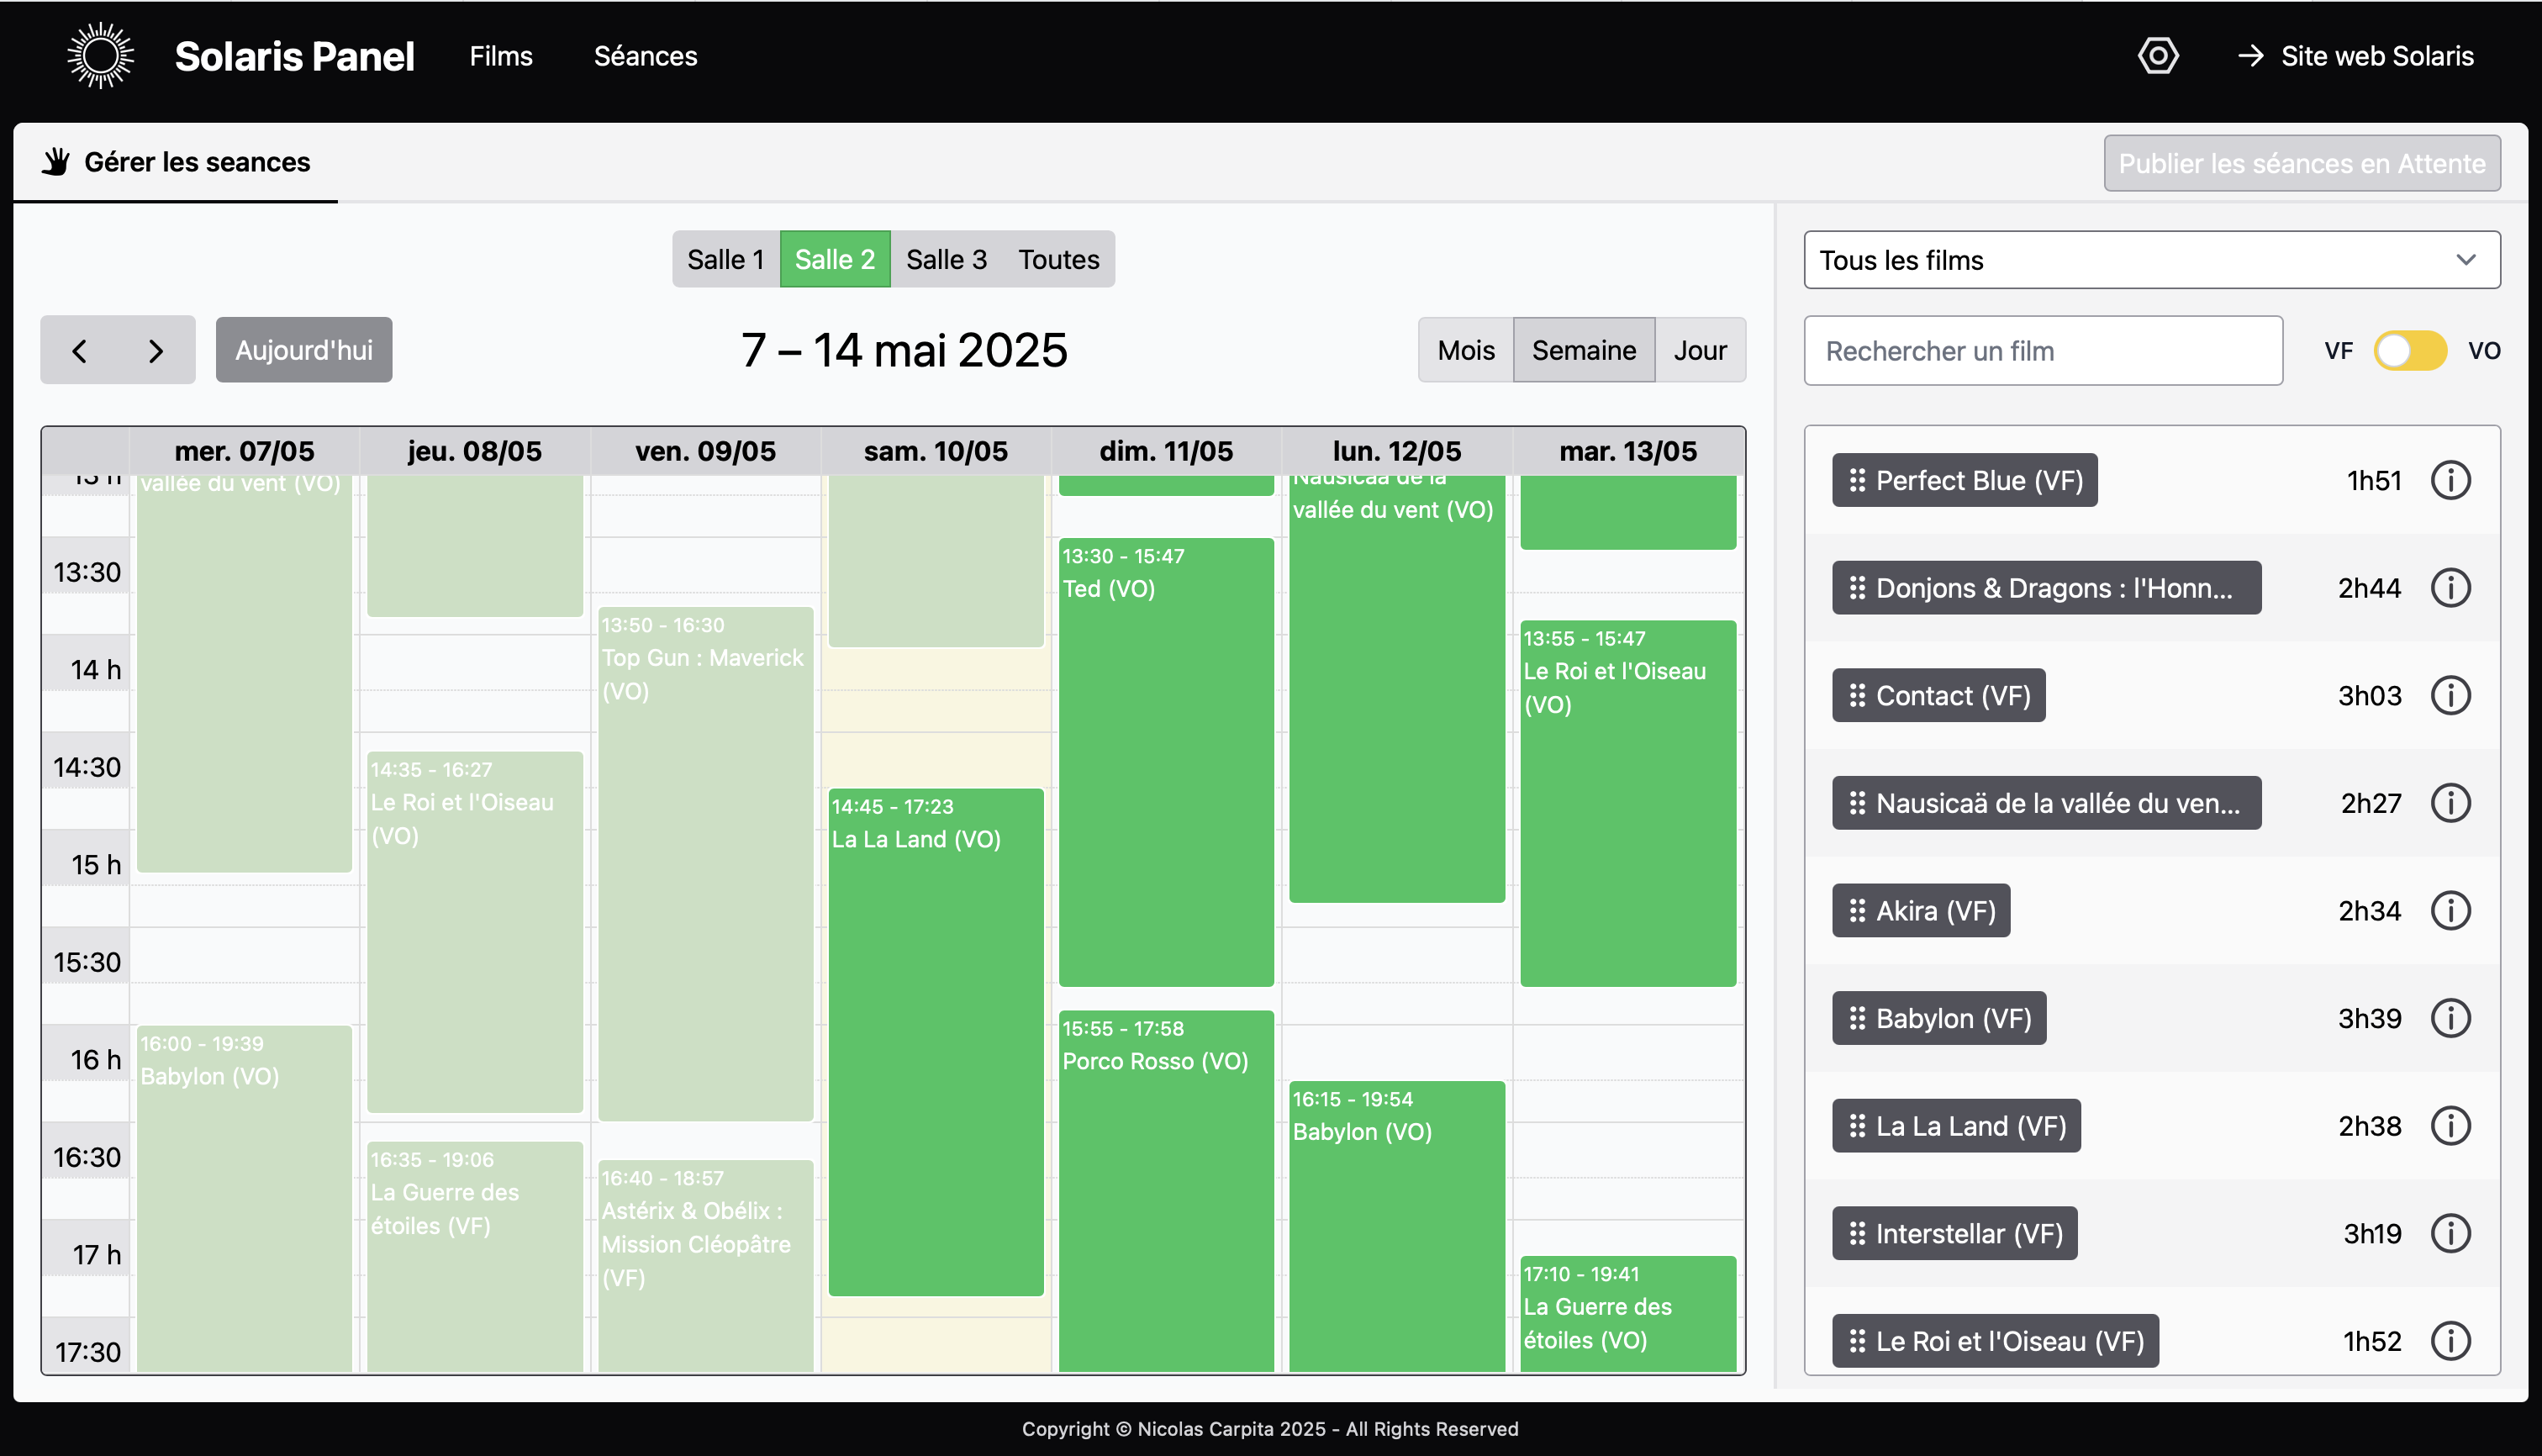 Solaris Panel
Films
Séances
Site web Solaris
Gérer les seances
Publier les séances en Attente
Salle 1
Salle 2
Salle 3
Toutes
Aujourd'hui
7 – 14 mai 2025
Mois
Semaine
Jour
mer. 07/05
jeu. 08/05
ven. 09/05
sam. 10/05
dim. 11/05
lun. 12/05
mar. 13/05
13 h
13:30
14 h
14:30
15 h
15:30
16 h
16:30
17 h
17:30
vallée du vent (VO)
16:00 - 19:39
Babylon (VO)
14:35 - 16:27
Le Roi et l'Oiseau
(VO)
16:35 - 19:06
La Guerre des
étoiles (VF)
13:50 - 16:30
Top Gun : Maverick
(VO)
16:40 - 18:57
Astérix & Obélix :
Mission Cléopâtre
(VF)
14:45 - 17:23
La La Land (VO)
13:30 - 15:47
Ted (VO)
15:55 - 17:58
Porco Rosso (VO)
Nausicaä de la
vallée du vent (VO)
16:15 - 19:54
Babylon (VO)
13:55 - 15:47
Le Roi et l'Oiseau
(VO)
17:10 - 19:41
La Guerre des
étoiles (VO)
Tous les films
Rechercher un film
VF
VO
Perfect Blue (VF)
1h51
Donjons & Dragons : l'Honn...
2h44
Contact (VF)
3h03
Nausicaä de la vallée du ven...
2h27
Akira (VF)
2h34
Babylon (VF)
3h39
La La Land (VF)
2h38
Interstellar (VF)
3h19
Le Roi et l'Oiseau (VF)
1h52
Copyright © Nicolas Carpita 2025 - All Rights Reserved